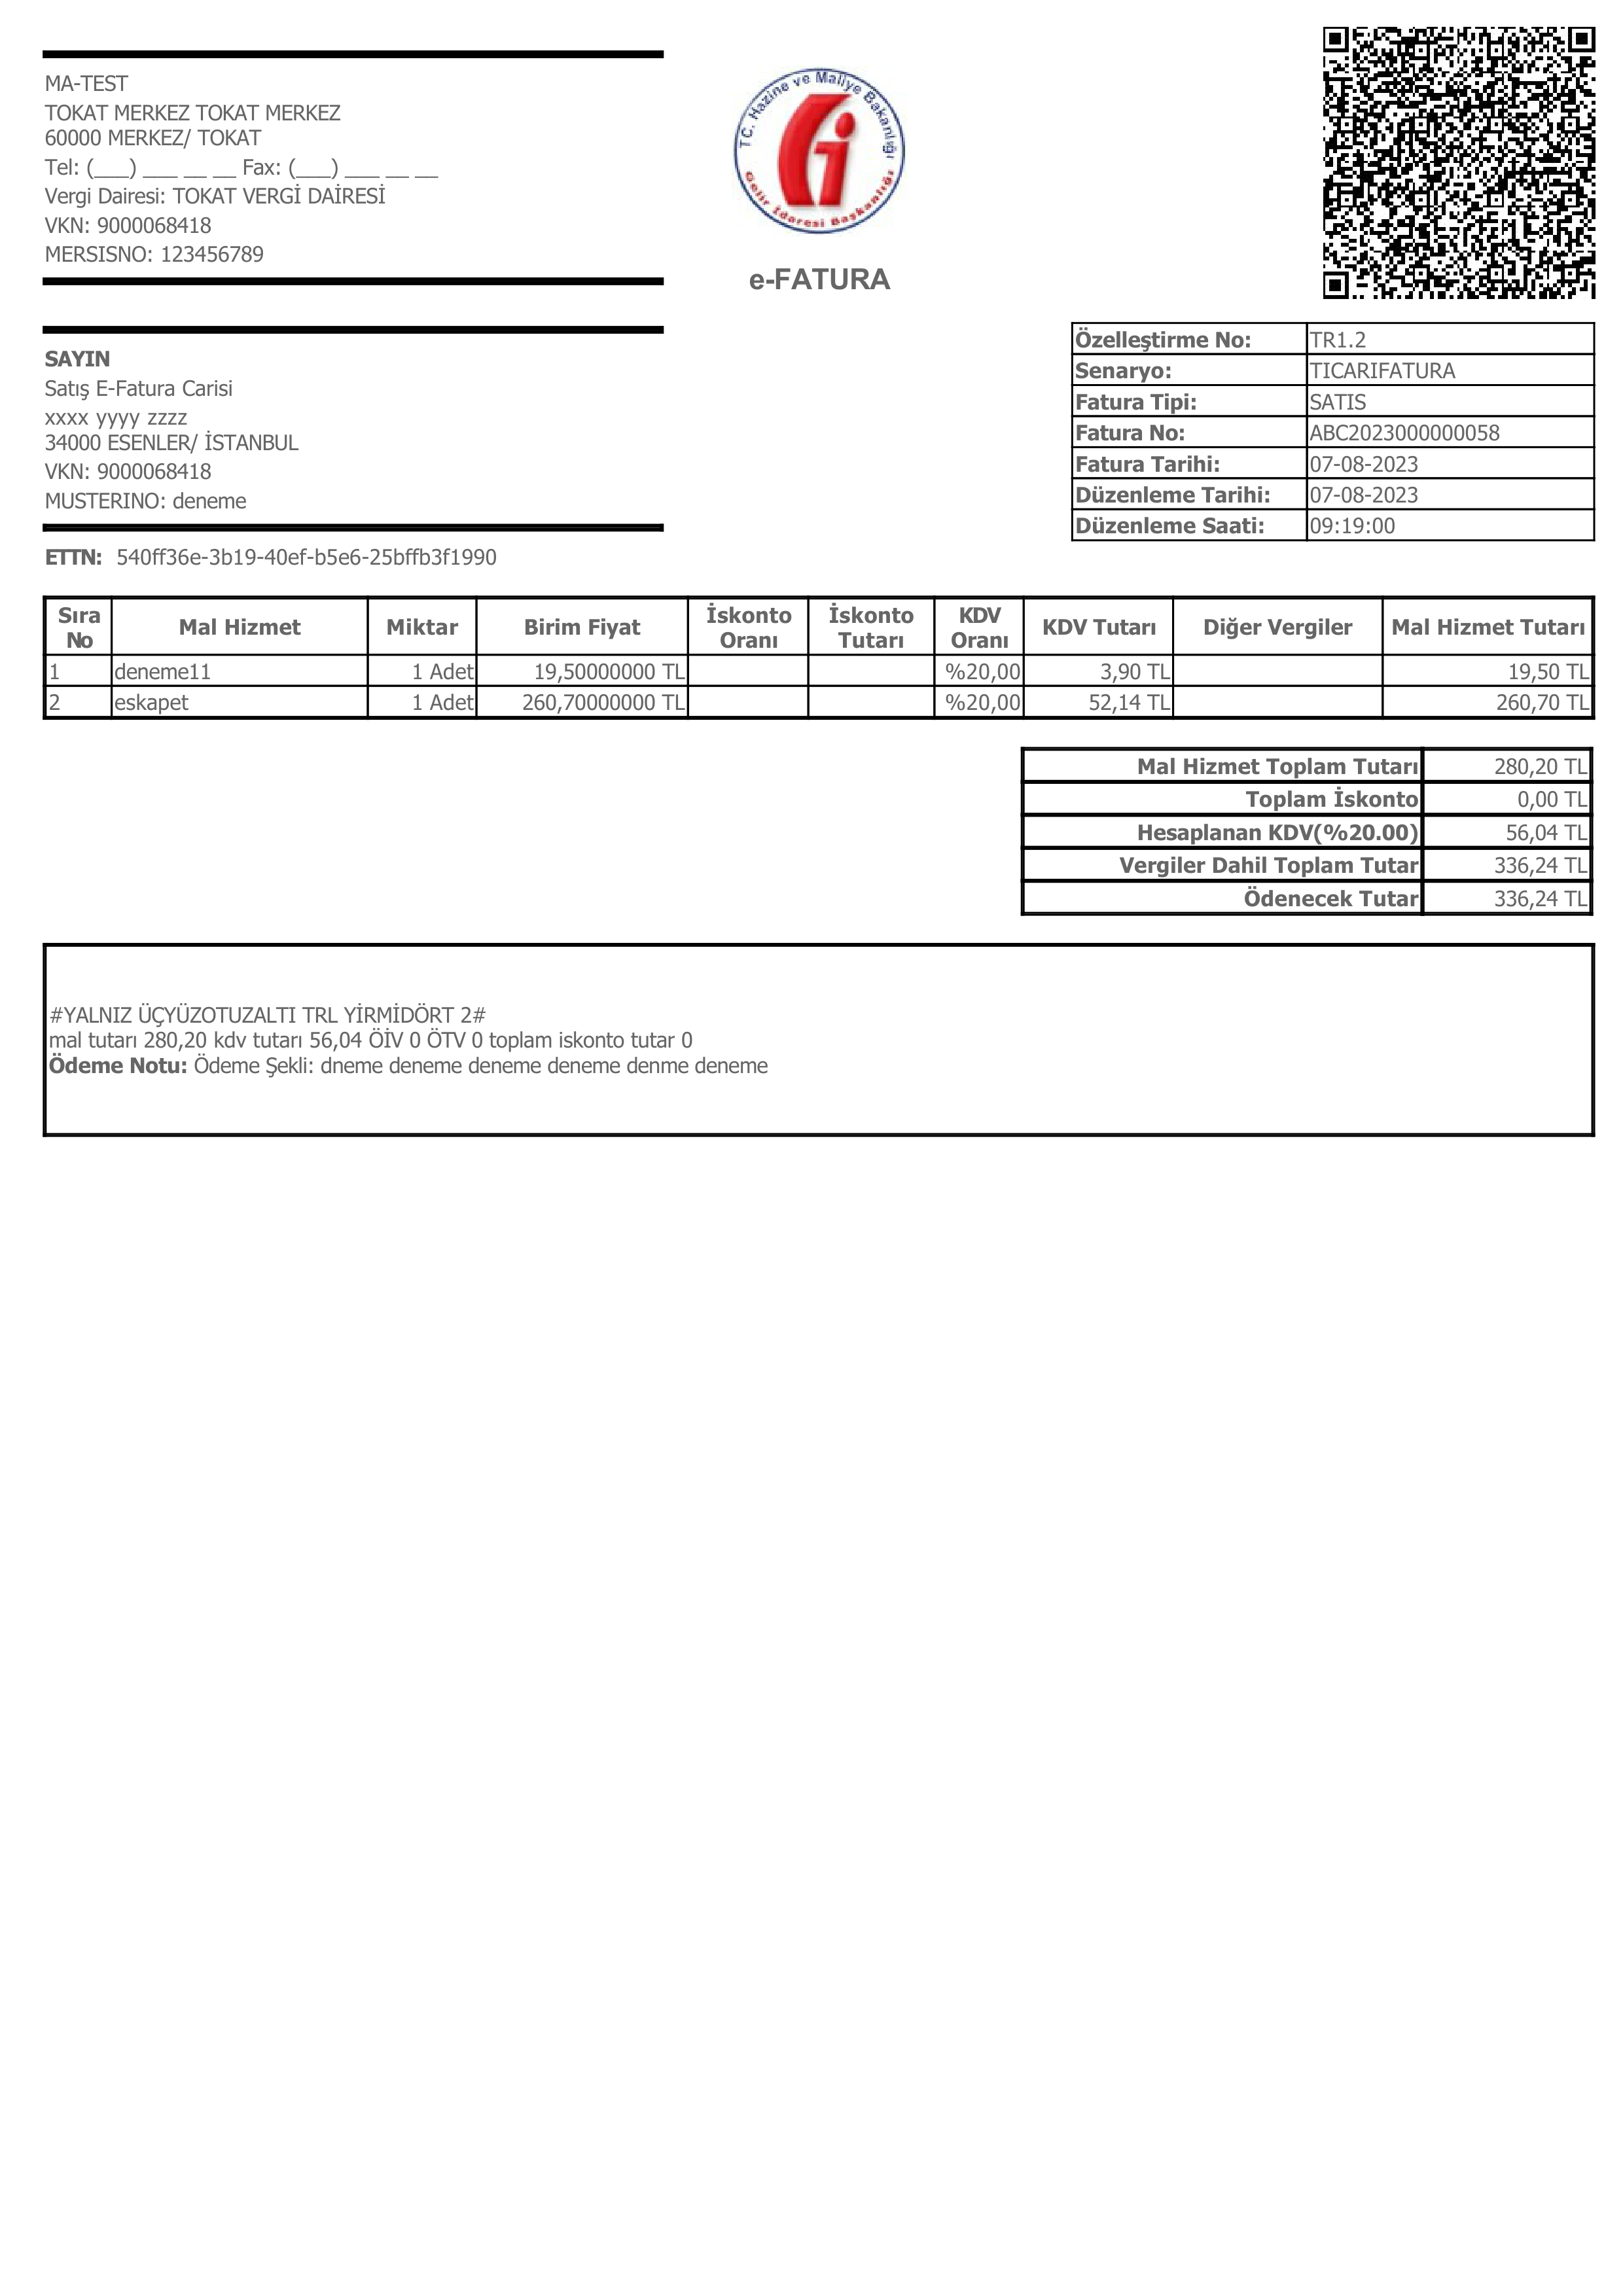 MA-TEST
TOKAT MERKEZ TOKAT MERKEZ
60000 MERKEZ/ TOKAT
Tel: (___) ___ __ __ Fax: (___) ___ __ __
Vergi Dairesi: TOKAT VERGİ DAİRESİ
VKN: 9000068418
MERSISNO: 123456789
T.C. Hazine ve Maliye Bakanlığı
Gelir İdaresi Başkanlığı
e-FATURA
SAYIN
Satış E-Fatura Carisi
xxxx yyyy zzzz
34000 ESENLER/ İSTANBUL
VKN: 9000068418
MUSTERINO: deneme
ETTN: 540ff36e-3b19-40ef-b5e6-25bffb3f1990
Özelleştirme No: TR1.2
Senaryo: TICARIFATURA
Fatura Tipi: SATIS
Fatura No: ABC2023000000058
Fatura Tarihi: 07-08-2023
Düzenleme Tarihi: 07-08-2023
Düzenleme Saati: 09:19:00
Sıra No Mal Hizmet Miktar Birim Fiyat İskonto Oranı İskonto Tutarı KDV Oranı KDV Tutarı Diğer Vergiler Mal Hizmet Tutarı
1 deneme11 1 Adet 19,50000000 TL %20,00 3,90 TL 19,50 TL
2 eskapet 1 Adet 260,70000000 TL %20,00 52,14 TL 260,70 TL
Mal Hizmet Toplam Tutarı 280,20 TL
Toplam İskonto 0,00 TL
Hesaplanan KDV(%20.00) 56,04 TL
Vergiler Dahil Toplam Tutar 336,24 TL
Ödenecek Tutar 336,24 TL
#YALNIZ ÜÇYÜZOTUZALTI TRL YİRMİDÖRT 2#
mal tutarı 280,20 kdv tutarı 56,04 ÖİV 0 ÖTV 0 toplam iskonto tutar 0
Ödeme Notu: Ödeme Şekli: dneme deneme deneme deneme denme deneme